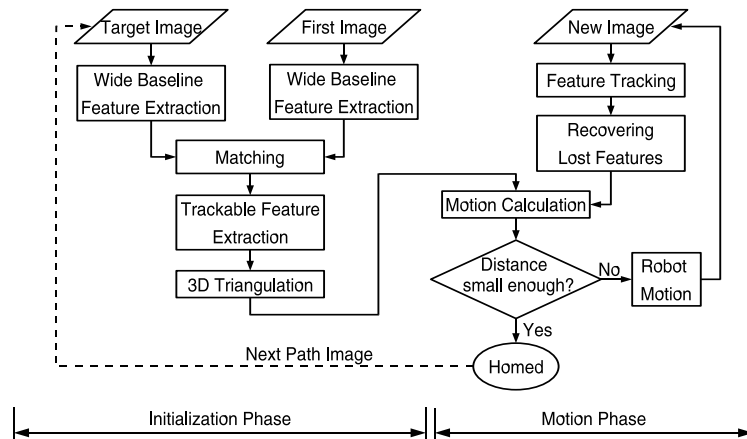 Target Image
First Image
New Image
Wide Baseline
Feature Extraction
Wide Baseline
Feature Extraction
Feature Tracking
Recovering
Lost Features
Matching
Trackable Feature
Extraction
Motion Calculation
3D Triangulation
Distance
small enough?
No
Robot
Motion
Yes
Next Path Image
Homed
Initialization Phase
Motion Phase